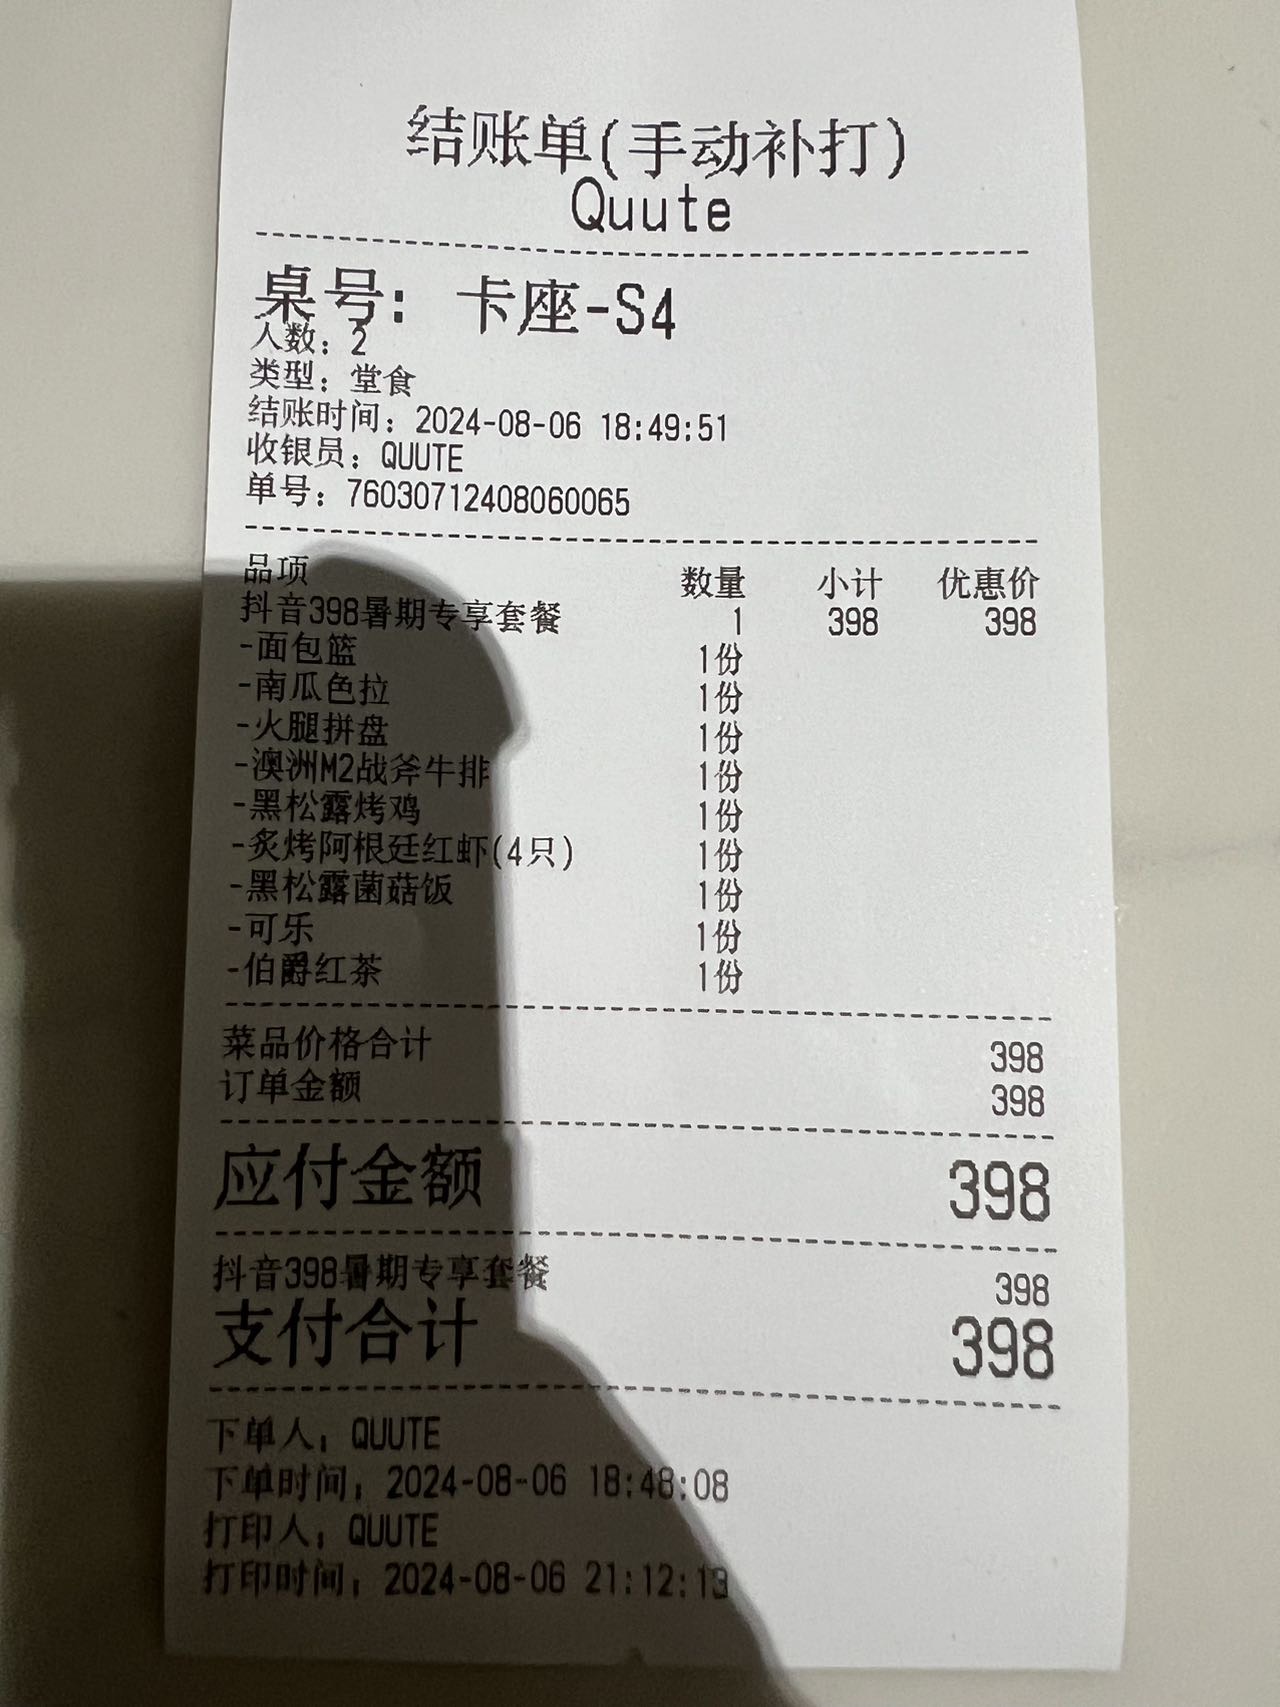 结账单(手动补打)
Quute
桌号: 卡座-S4
人数: 2
类型: 堂食
结账时间: 2024-08-06 18:49:51
收银员: QUUTE
单号: 76030712408060065
品项 数量 小计 优惠价
抖音398暑期专享套餐 1 398 398
-面包篮 1份
-南瓜色拉 1份
-火腿拼盘 1份
-澳洲M2战斧牛排 1份
-黑松露烤鸡 1份
-炙烤阿根廷红虾(4只) 1份
-黑松露菌菇饭 1份
-可乐 1份
-伯爵红茶 1份
菜品价格合计 398
订单金额 398
应付金额 398
抖音398暑期专享套餐 398
支付合计 398
下单人: QUUTE
下单时间: 2024-08-06 18:48:08
打印人: QUUTE
打印时间: 2024-08-06 21:12:13